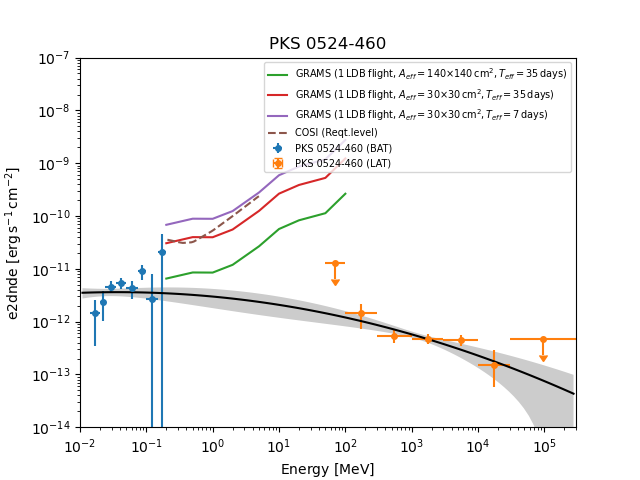 PKS 0524-460
10⁻⁷
10⁻⁸
10⁻⁹
10⁻¹⁰
10⁻¹¹
10⁻¹²
10⁻¹³
10⁻¹⁴
e2dnde [erg s⁻¹ cm⁻²]
GRAMS (1 LDB flight, A_eff = 140×140 cm², T_eff = 35 days)
GRAMS (1 LDB flight, A_eff = 30×30 cm², T_eff = 35 days)
GRAMS (1 LDB flight, A_eff = 30×30 cm², T_eff = 7 days)
COSI (Reqt.level)
PKS 0524-460 (BAT)
PKS 0524-460 (LAT)
10⁻² 10⁻¹ 10⁰ 10¹ 10² 10³ 10⁴ 10⁵
Energy [MeV]